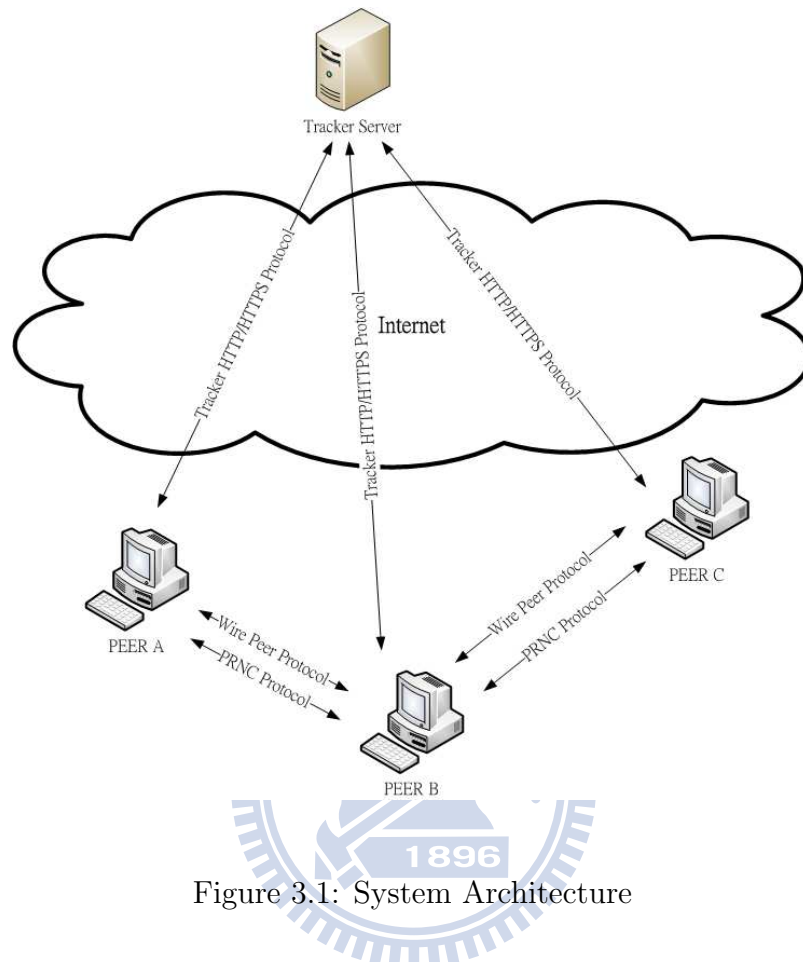 Tracker Server
Tracker HTTP/HTTPS Protocol
Tracker HTTP/HTTPS Protocol
Tracker HTTP/HTTPS Protocol
Internet
PEER C
PEER A
Wire Peer Protocol
PRNC Protocol
Wire Peer Protocol
PRNC Protocol
PEER B
1896
Figure 3.1: System Architecture